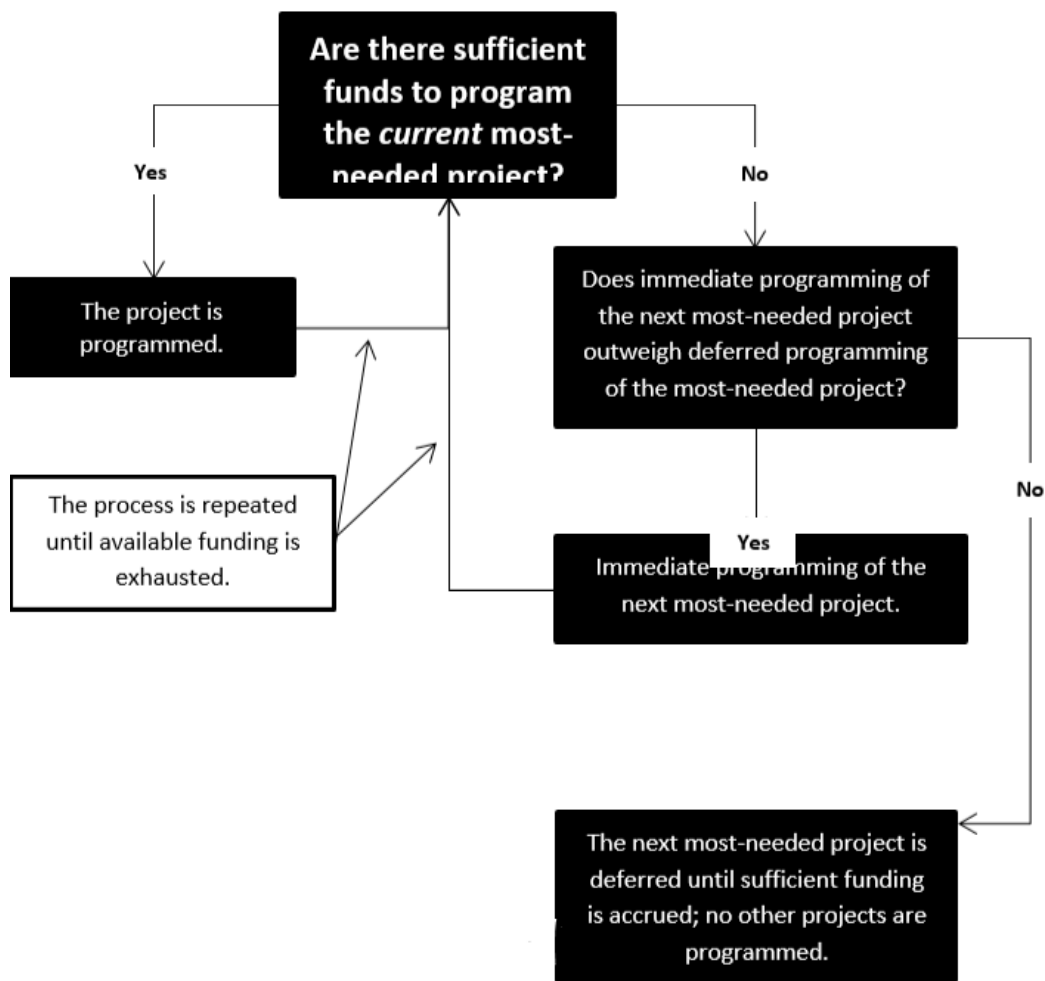 Are there sufficient
funds to program
the current most-
needed project?
Yes
No
The project is
programmed.
Does immediate programming of
the next most-needed project
outweigh deferred programming
of the most-needed project?
No
The process is repeated
until available funding is
exhausted.
Yes
Immediate programming of the
next most-needed project.
The next most-needed project is
deferred until sufficient funding
is accrued; no other projects are
programmed.